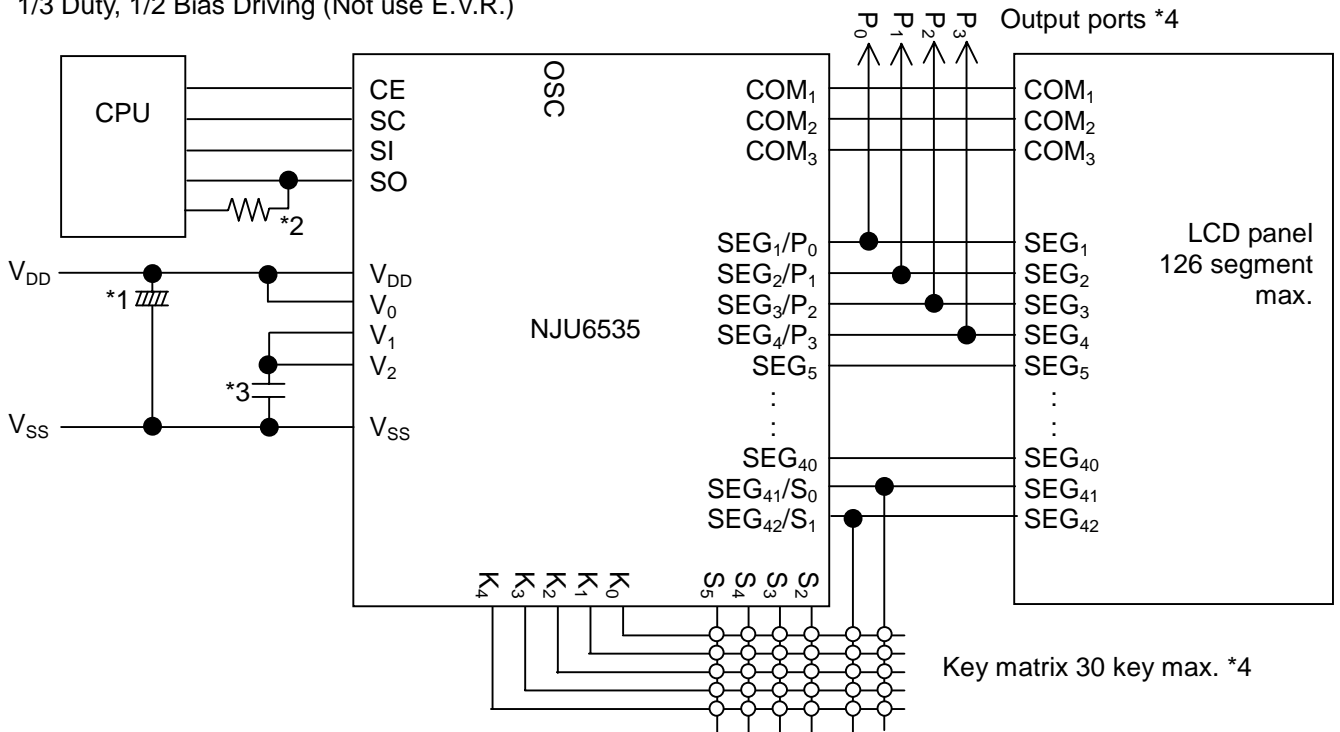 1/3 Duty, 1/2 Bias Driving (Not use E.V.R.)
P0 P1 P2 P3 Output ports *4
CPU
CE
SC
SI
SO
*2
OSC
COM1
COM2
COM3
COM1
COM2
COM3
VDD
*1
VSS
*3
VDD
V0
V1
V2
VSS
NJU6535
SEG1/P0
SEG2/P1
SEG3/P2
SEG4/P3
SEG5
:
:
SEG40
SEG41/S0
SEG42/S1
SEG1
SEG2
SEG3
SEG4
SEG5
:
:
SEG40
SEG41
SEG42
LCD panel
126 segment
max.
K4 K3 K2 K1 K0
S5 S4 S3 S2
Key matrix 30 key max. *4